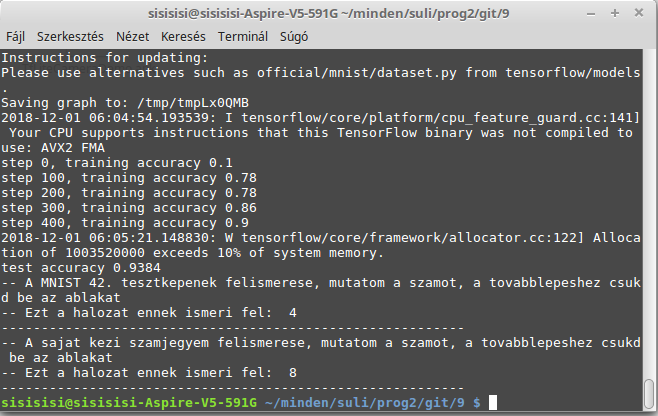 sisisisi@sisisisi-Aspire-V5-591G ~/minden/suli/prog2/git/9
Fájl Szerkesztés Nézet Keresés Terminál Súgó
Instructions for updating:
Please use alternatives such as official/mnist/dataset.py from tensorflow/models
.
Saving graph to: /tmp/tmpLx0QMB
2018-12-01 06:04:54.193539: I tensorflow/core/platform/cpu_feature_guard.cc:141]
 Your CPU supports instructions that this TensorFlow binary was not compiled to
use: AVX2 FMA
step 0, training accuracy 0.1
step 100, training accuracy 0.78
step 200, training accuracy 0.78
step 300, training accuracy 0.86
step 400, training accuracy 0.9
2018-12-01 06:05:21.148830: W tensorflow/core/framework/allocator.cc:122] Alloca
tion of 1003520000 exceeds 10% of system memory.
test accuracy 0.9384
-- A MNIST 42. tesztkepenek felismerese, mutatom a szamot, a tovabblepeshez csuk
d be az ablakat
-- Ezt a halozat ennek ismeri fel:  4
----------------------------------------------------------
-- A sajat kezi szamjegyem felismerese, mutatom a szamot, a tovabblepeshez csukd
 be az ablakat
-- Ezt a halozat ennek ismeri fel:  8
----------------------------------------------------------
sisisisi@sisisisi-Aspire-V5-591G ~/minden/suli/prog2/git/9 $